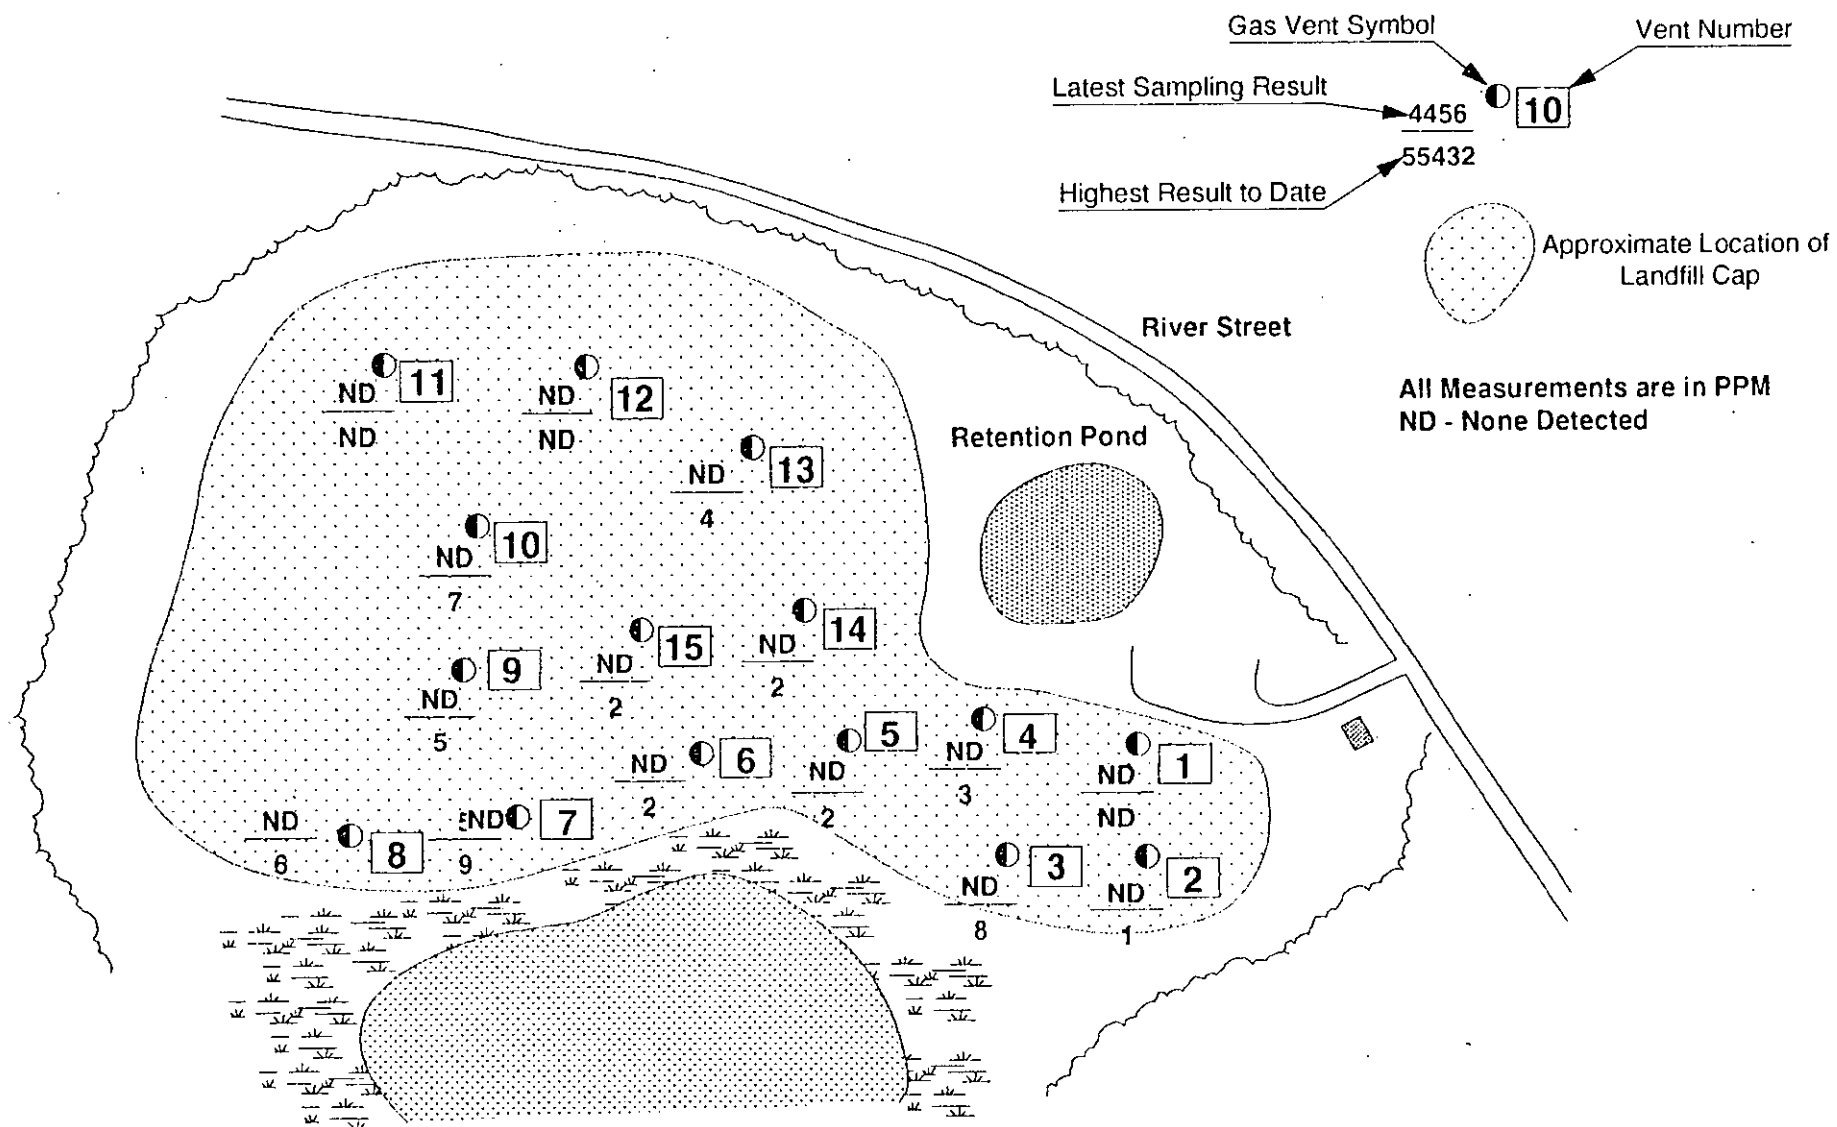 Gas Vent Symbol
Vent Number
Latest Sampling Result
4456
10
55432
Highest Result to Date
Approximate Location of
Landfill Cap
River Street
All Measurements are in PPM
ND - None Detected
Retention Pond
11
ND
ND
12
ND
ND
13
ND
4
10
ND
7
14
ND
2
15
ND
2
9
ND
5
5
ND
2
4
ND
3
6
ND
2
1
ND
ND
7
ND
9
8
ND
6
3
ND
8
2
ND
1